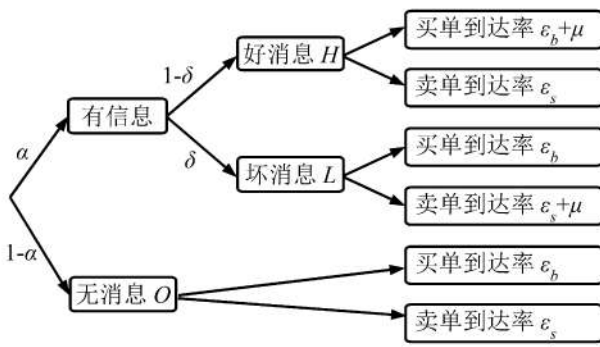 买单到达率 ε_b+μ
1-δ
好消息 H
卖单到达率 ε_s
有信息
α
δ
买单到达率 ε_b
坏消息 L
卖单到达率 ε_s+μ
1-α
买单到达率 ε_b
无消息 O
卖单到达率 ε_s